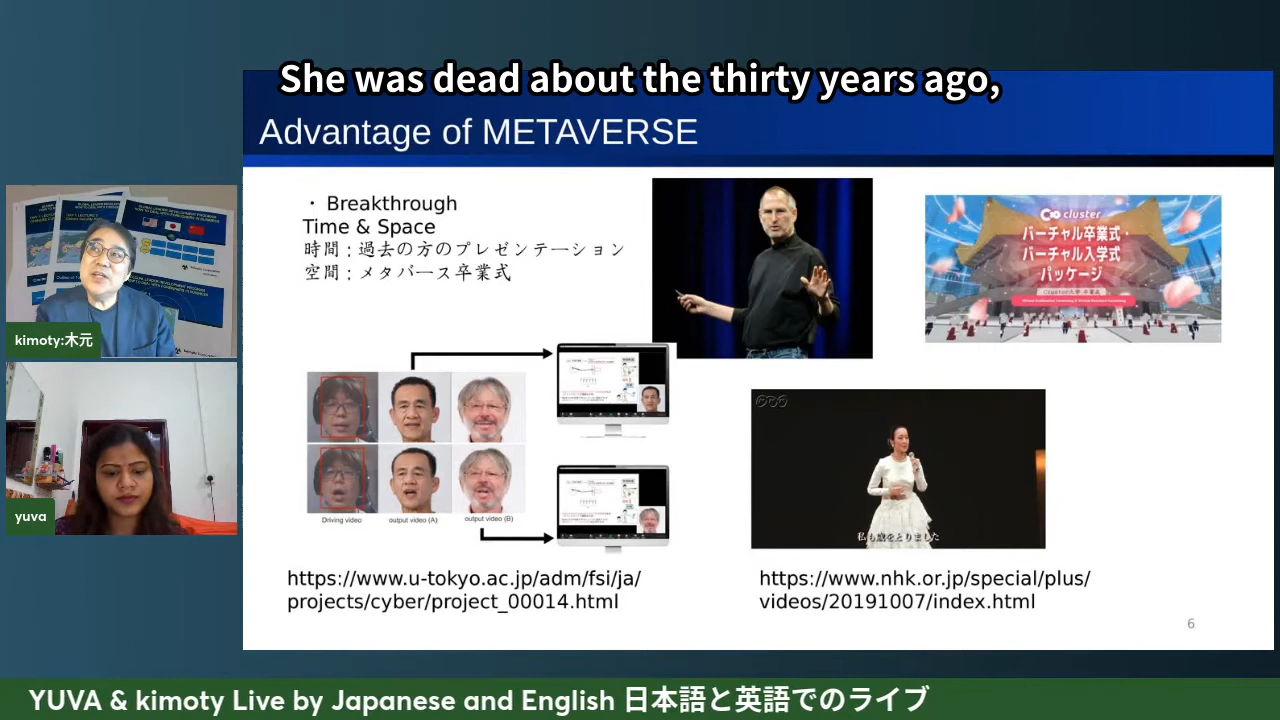 She was dead about the thirty years ago,
Advantage of METAVERSE
・ Breakthrough
Time & Space
時間：過去の方のプレゼンテーション
空間：メタバース卒業式
cluster
バーチャル卒業式・
バーチャル入学式
パッケージ
Driving video
output video (A)
output video (B)
私も歳をとりました
https://www.u-tokyo.ac.jp/adm/fsi/ja/
projects/cyber/project_00014.html
https://www.nhk.or.jp/special/plus/
videos/20191007/index.html
6
kimoty:木元
yuva
YUVA & kimoty Live by Japanese and English 日本語と英語でのライブ